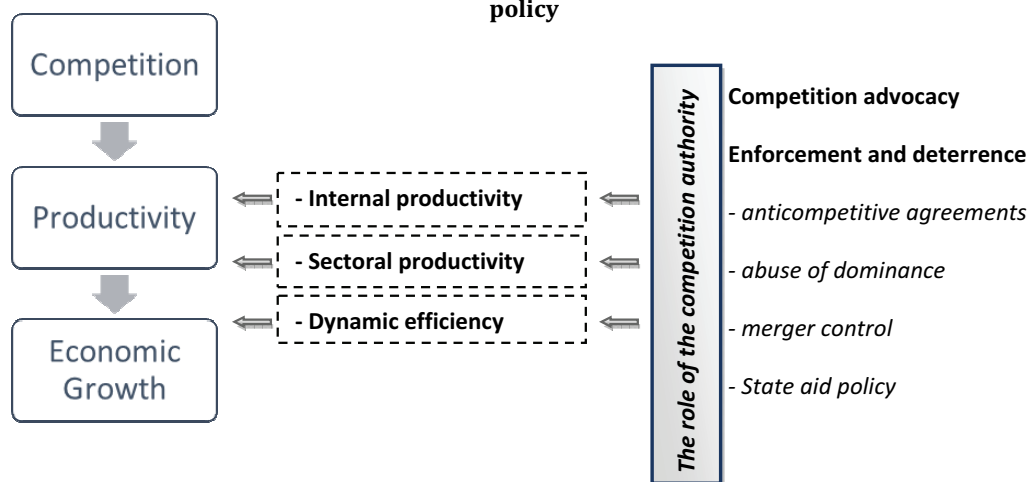 policy
Competition
Productivity
Economic
Growth
- Internal productivity
- Sectoral productivity
- Dynamic efficiency
The role of the competition authority
Competition advocacy
Enforcement and deterrence
- anticompetitive agreements
- abuse of dominance
- merger control
- State aid policy